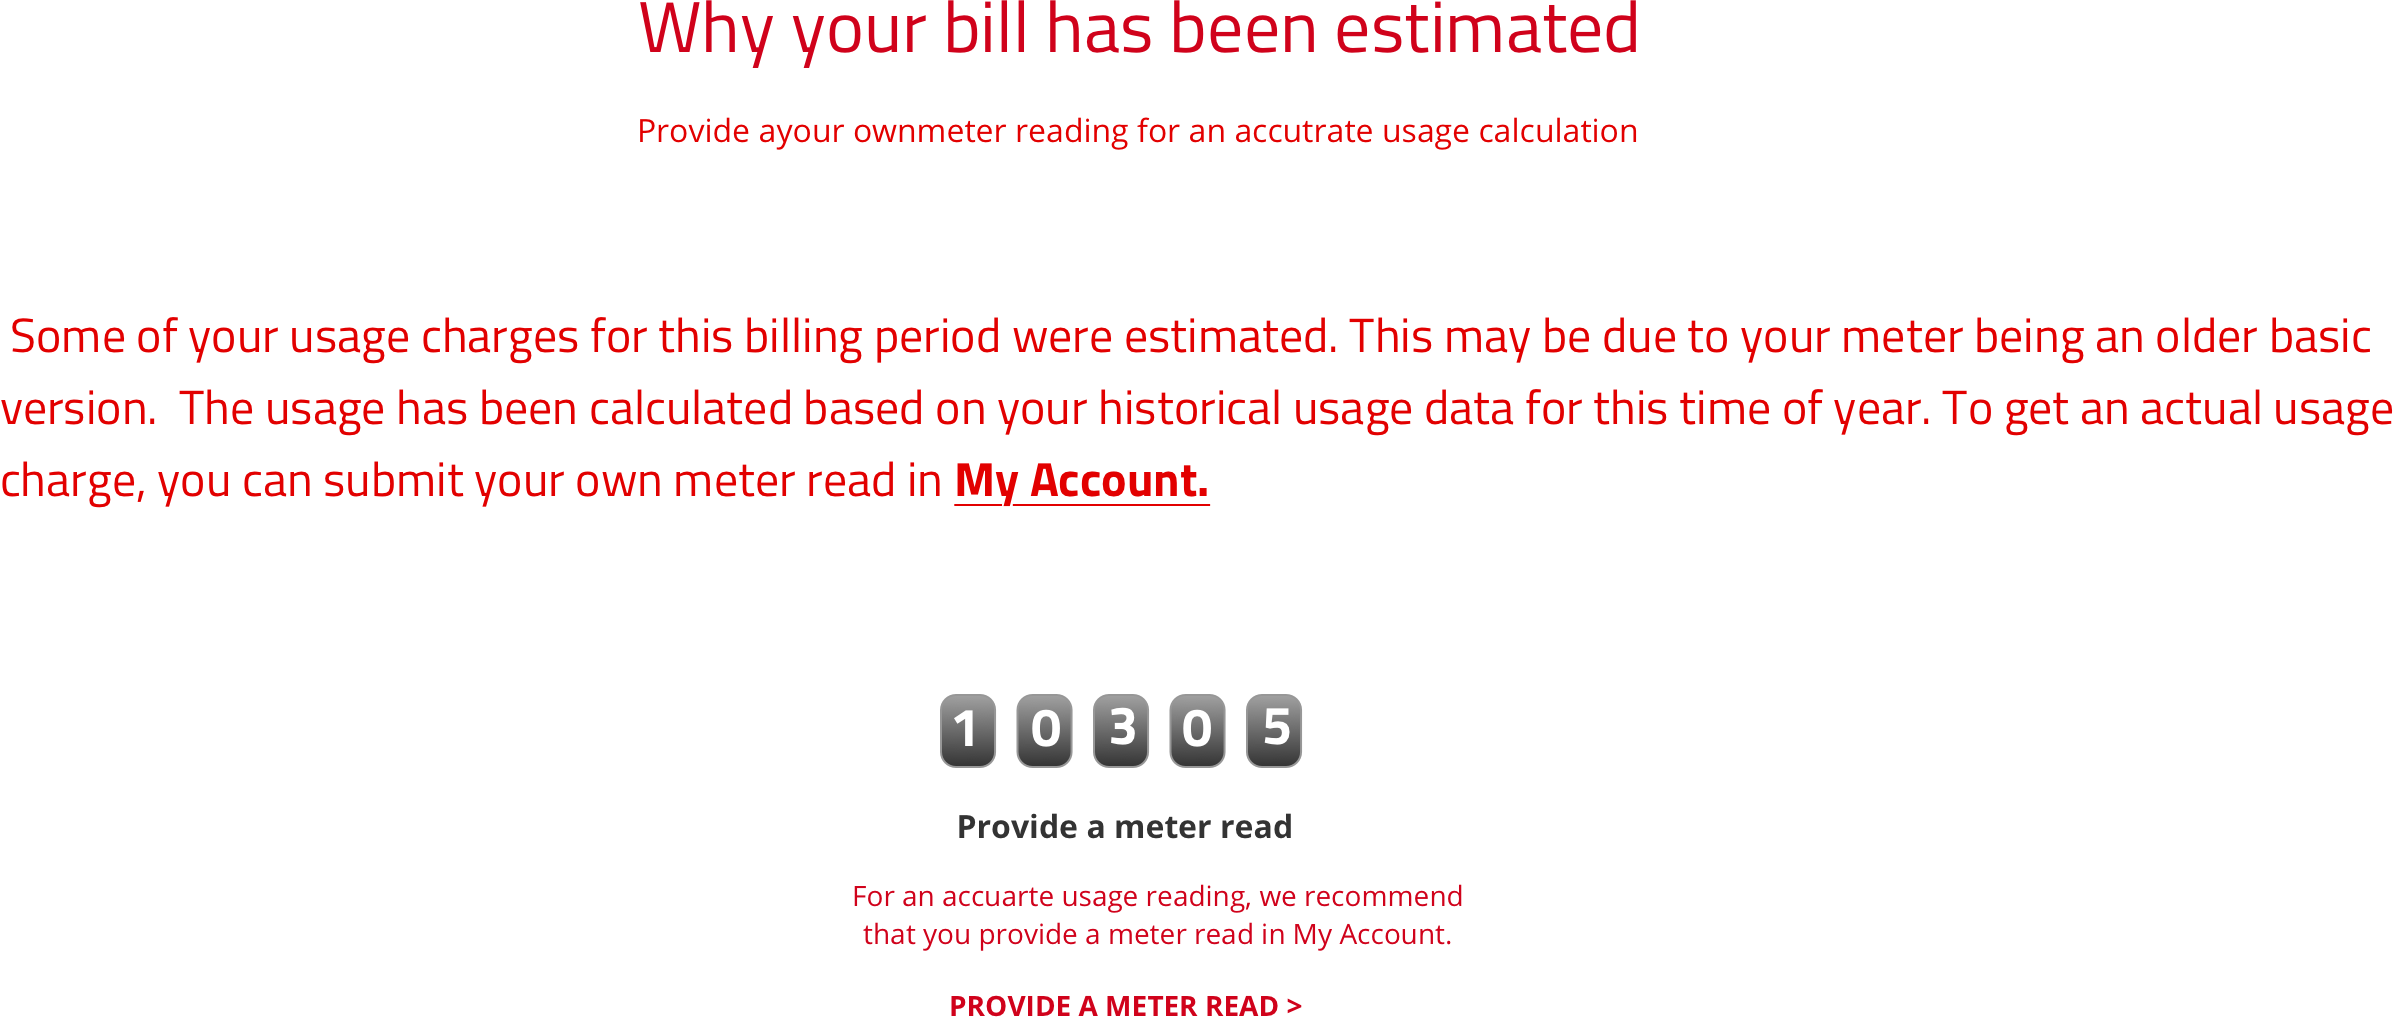 Why your bill has been estimated
Provide ayour ownmeter reading for an accutrate usage calculation
Some of your usage charges for this billing period were estimated. This may be due to your meter being an older basic
version.  The usage has been calculated based on your historical usage data for this time of year. To get an actual usage
charge, you can submit your own meter read in My Account.
1 0 3 0 5
Provide a meter read
For an accuarte usage reading, we recommend
that you provide a meter read in My Account.
PROVIDE A METER READ >